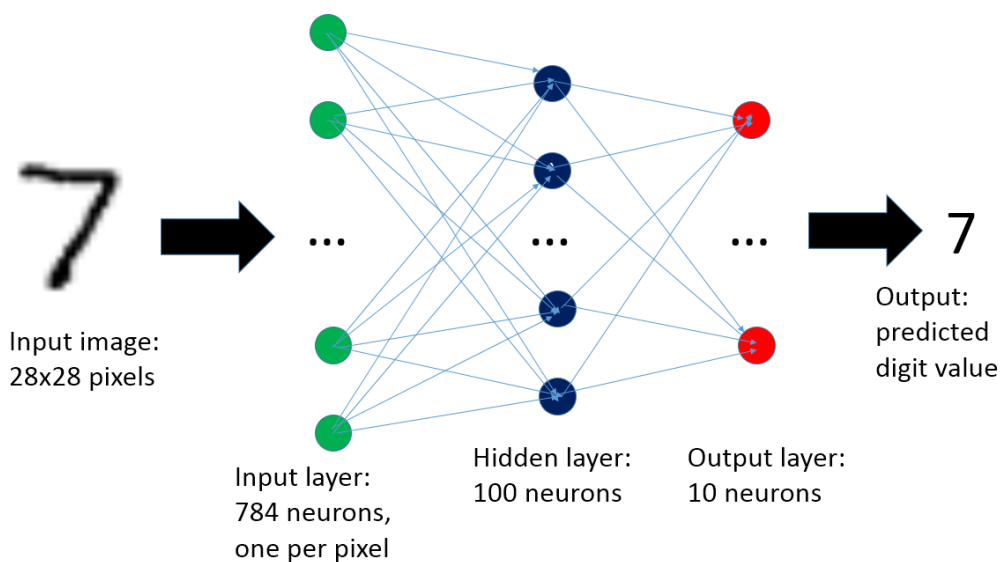 7
Input image:
28x28 pixels
...
Input layer:
784 neurons,
one per pixel
...
Hidden layer:
100 neurons
...
Output layer:
10 neurons
7
Output:
predicted
digit value